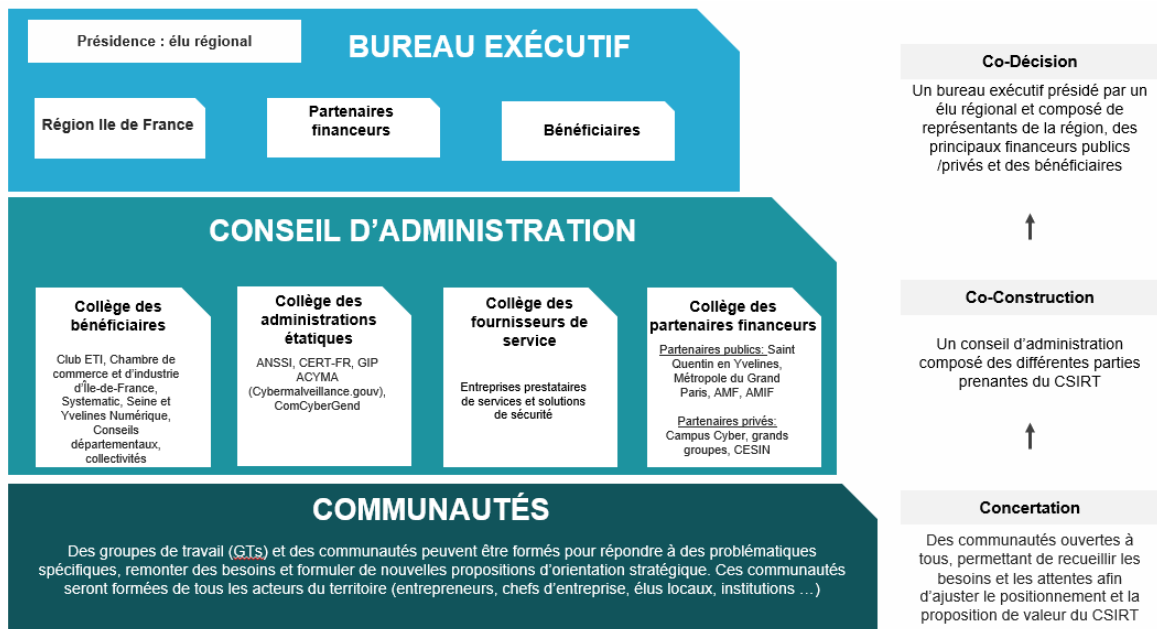 Présidence : élu régional
BUREAU EXÉCUTIF
Région Ile de France
Partenaires
financeurs
Bénéficiaires
Co-Décision
Un bureau exécutif présidé par un
élu régional et composé de
représentants de la région, des
principaux financeurs publics
/privés et des bénéficiaires
CONSEIL D'ADMINISTRATION
Collège des
bénéficiaires
Club ETI, Chambre de
commerce et d'industrie
d'Île-de-France,
Systematic, Seine et
Yvelines Numérique,
Conseils
départementaux,
collectivités
Collège des
administrations
étatiques
ANSSI, CERT-FR, GIP
ACYMA
(Cybermalveillance.gouv),
ComCyberGend
Collège des
fournisseurs de
service
Entreprises prestataires
de services et solutions
de sécurité
Collège des
partenaires financeurs
Partenaires publics: Saint
Quentin en Yvelines,
Métropole du Grand
Paris, AMF, AMIF
Partenaires privés:
Campus Cyber, grands
groupes, CESIN
Co-Construction
Un conseil d'administration
composé des différentes parties
prenantes du CSIRT
COMMUNAUTÉS
Des groupes de travail (GTs) et des communautés peuvent être formés pour répondre à des problématiques
spécifiques, remonter des besoins et formuler de nouvelles propositions d'orientation stratégique. Ces communautés
seront formées de tous les acteurs du territoire (entrepreneurs, chefs d'entreprise, élus locaux, institutions …)
Concertation
Des communautés ouvertes à
tous, permettant de recueillir les
besoins et les attentes afin
d'ajuster le positionnement et la
proposition de valeur du CSIRT